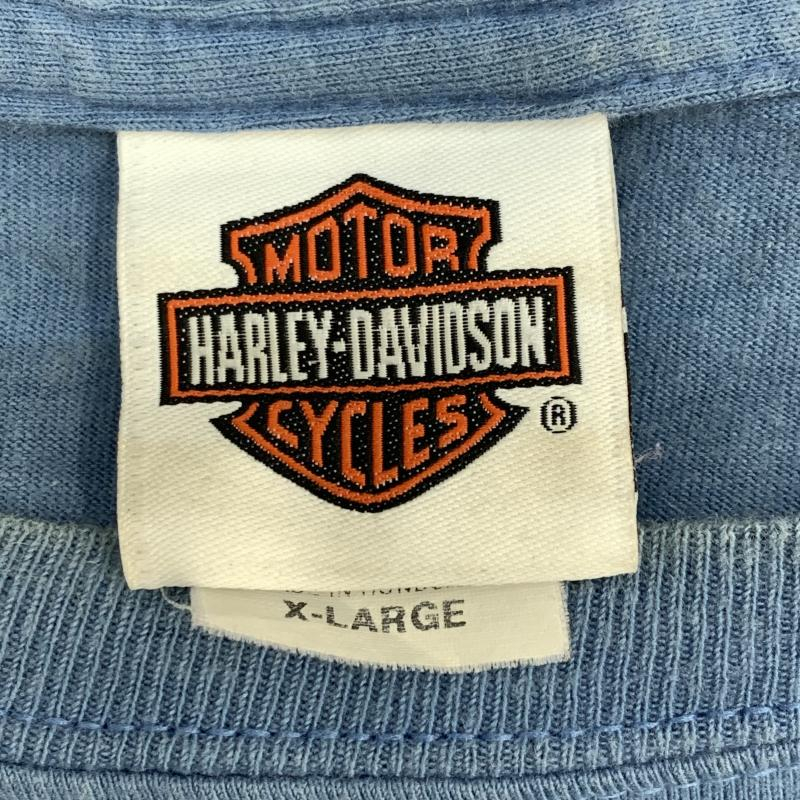 MOTOR
HARLEY-DAVIDSON
CYCLES
®
X-LARGE